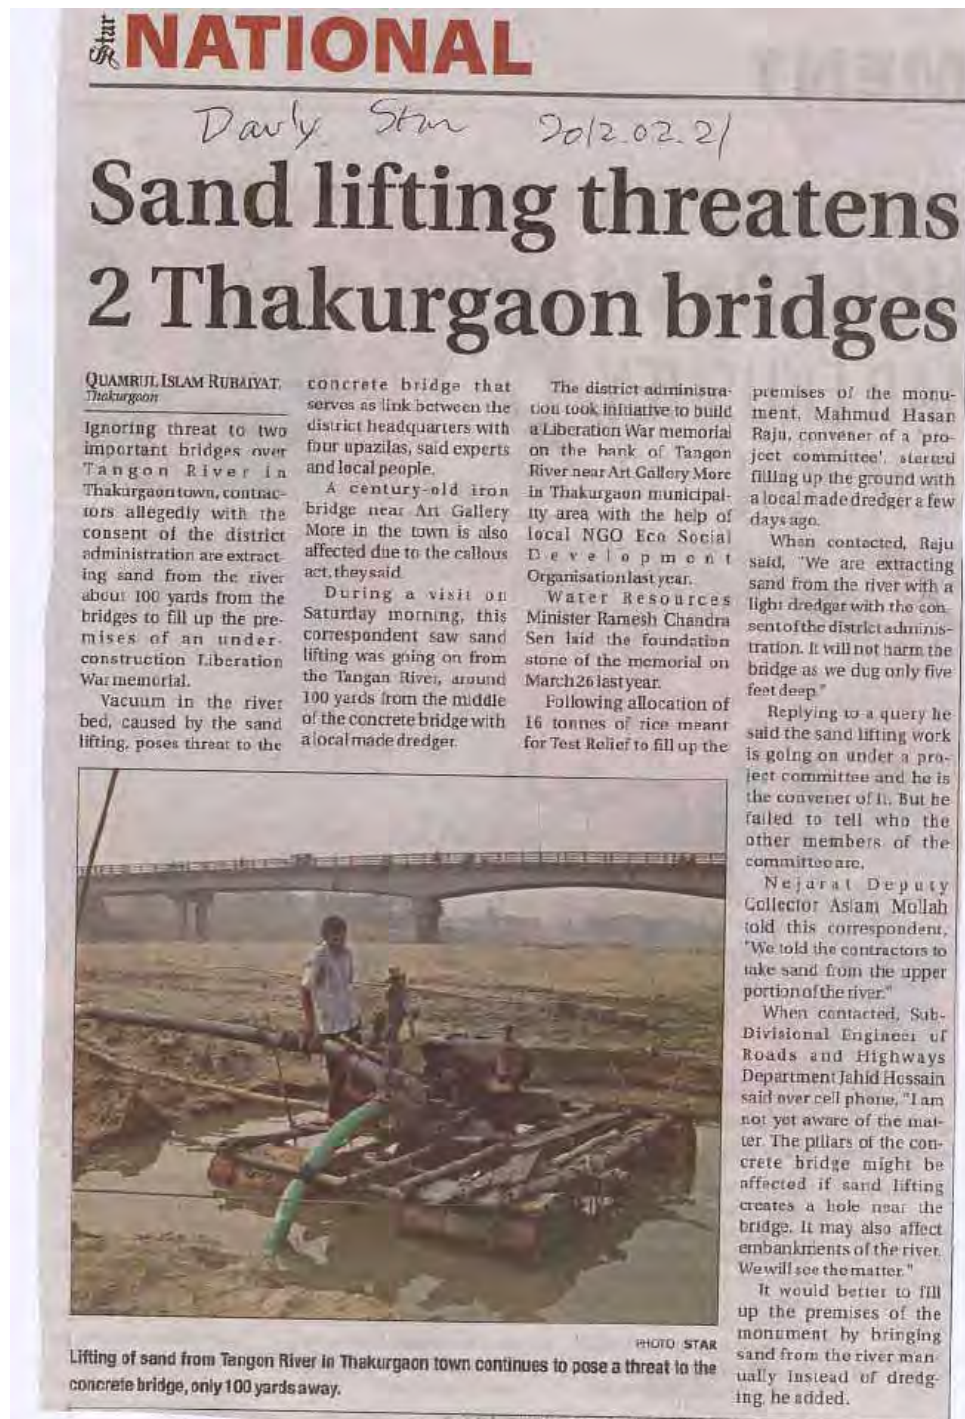 Star
NATIONAL
Daily Star 2012.02.21
Sand lifting threatens
2 Thakurgaon bridges
QUAMRUL ISLAM RUBAIYAT,
Thakurgaon
Ignoring threat to two
important bridges over
Tangon River in
Thakurgaon town, contrac-
tors allegedly with the
consent of the district
administration are extract-
ing sand from the river
about 100 yards from the
bridges to fill up the pre-
mises of an under-
construction Liberation
War memorial.
Vacuum in the river
bed, caused by the sand
lifting, poses threat to the
concrete bridge that
serves as link between the
district headquarters with
four upazilas, said experts
and local people.
A century-old iron
bridge near Art Gallery
More in the town is also
affected due to the callous
act, they said.
During a visit on
Saturday morning, this
correspondent saw sand
lifting was going on from
the Tangan River, around
100 yards from the middle
of the concrete bridge with
a local made dredger.
The district administra-
tion took initiative to build
a Liberation War memorial
on the bank of Tangon
River near Art Gallery More
in Thakurgaon municipal-
ity area with the help of
local NGO Eco Social
Development
Organisation last year.
Water Resources
Minister Ramesh Chandra
Sen laid the foundation
stone of the memorial on
March 26 last year.
Following allocation of
16 tonnes of rice meant
for Test Relief to fill up the
premises of the monu-
ment, Mahmud Hasan
Raju, convener of a 'pro-
ject committee', started
filling up the ground with
a local made dredger a few
days ago.
When contacted, Raju
said, "We are extracting
sand from the river with a
light dredger with the con-
sent of the district adminis-
tration. It will not harm the
bridge as we dug only five
feet deep."
Replying to a query he
said the sand lifting work
is going on under a pro-
ject committee and he is
the convener of it. But he
failed to tell who the
other members of the
committee are.
Nejarat Deputy
Collector Aslam Mollah
told this correspondent,
"We told the contractors to
take sand from the upper
portion of the river."
When contacted, Sub-
Divisional Engineer of
Roads and Highways
Department Jahid Hossain
said over cell phone, "I am
not yet aware of the mat-
ter. The pillars of the con-
crete bridge might be
affected if sand lifting
creates a hole near the
bridge. It may also affect
embankments of the river.
We will see the matter."
It would better to fill
up the premises of the
monument by bringing
sand from the river man-
ually instead of dredg-
ing, he added.
PHOTO: STAR
Lifting of sand from Tangon River in Thakurgaon town continues to pose a threat to the
concrete bridge, only 100 yards away.